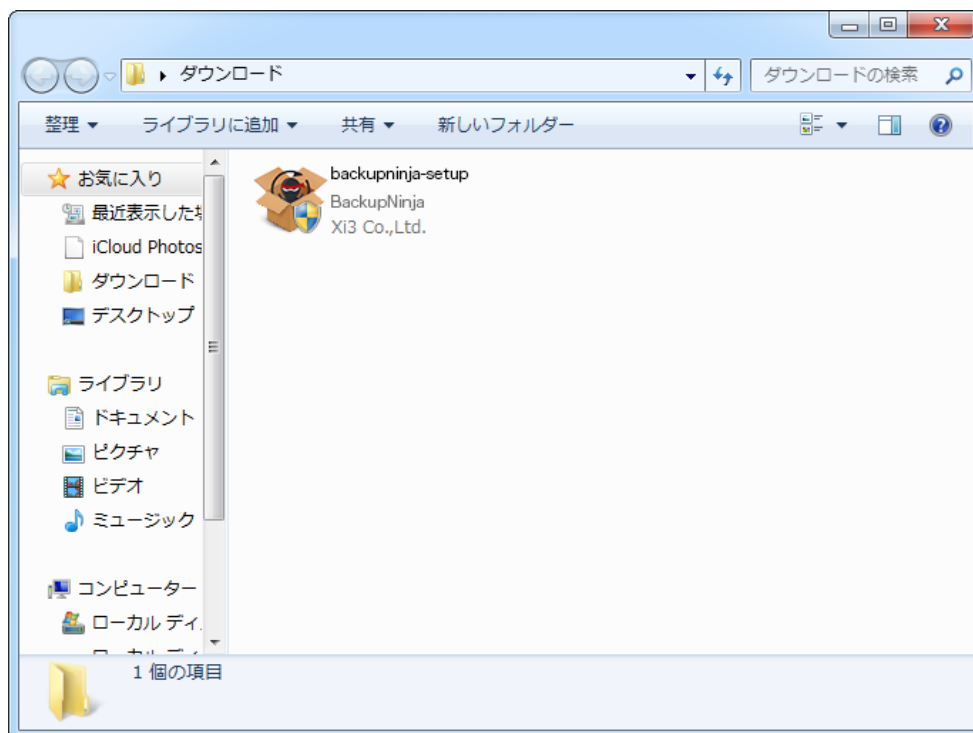 ダウンロード
ダウンロードの検索
整理
ライブラリに追加
共有
新しいフォルダー
お気に入り
最近表示した
iCloud Photos
ダウンロード
デスクトップ
ライブラリ
ドキュメント
ピクチャ
ビデオ
ミュージック
コンピューター
ローカル ディ
backupninja-setup
BackupNinja
Xi3 Co.,Ltd.
1 個の項目